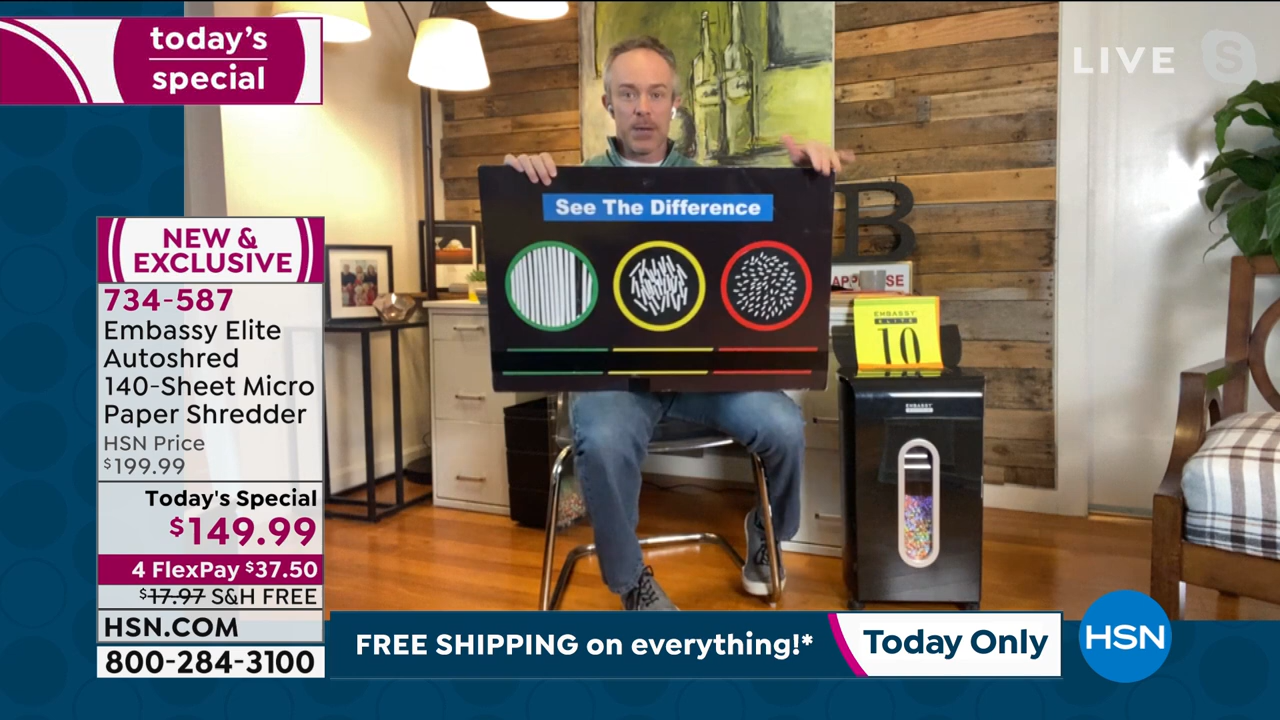 today's
special
LIVE S
NEW &
EXCLUSIVE
734-587
Embassy Elite
Autoshred
140-Sheet Micro
Paper Shredder
HSN Price
$199.99
Today's Special
$149.99
4 FlexPay $37.50
$17.97 S&H FREE
HSN.COM
800-284-3100
See The Difference
B
EMBASSY
ELITE
10
EMBASSY
FREE SHIPPING on everything!*
Today Only
HSN